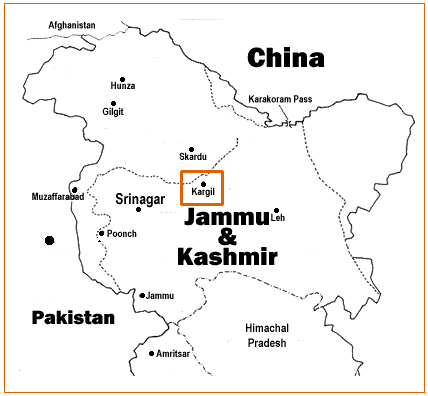 Afghanistan
China
Hunza
Karakoram Pass
Gilgit
Skardu
Kargil
Muzaffarabad
Srinagar
Jammu
&
Kashmir
Leh
Poonch
Jammu
Pakistan
Himachal
Pradesh
Amritsar